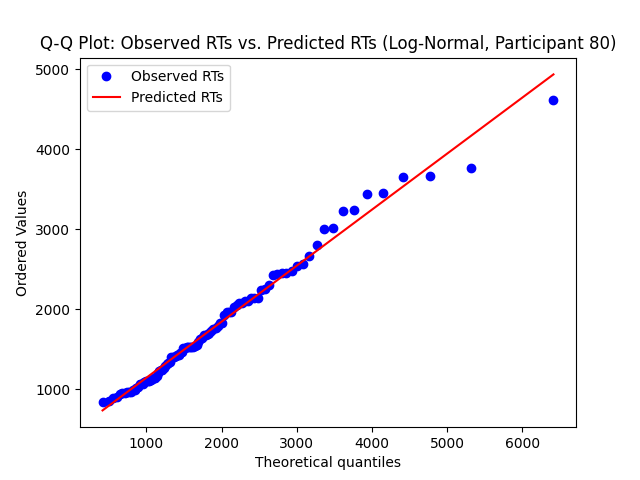 Q-Q Plot: Observed RTs vs. Predicted RTs (Log-Normal, Participant 80)
Observed RTs
Predicted RTs
Ordered Values
5000
4000
3000
2000
1000
1000 2000 3000 4000 5000 6000
Theoretical quantiles